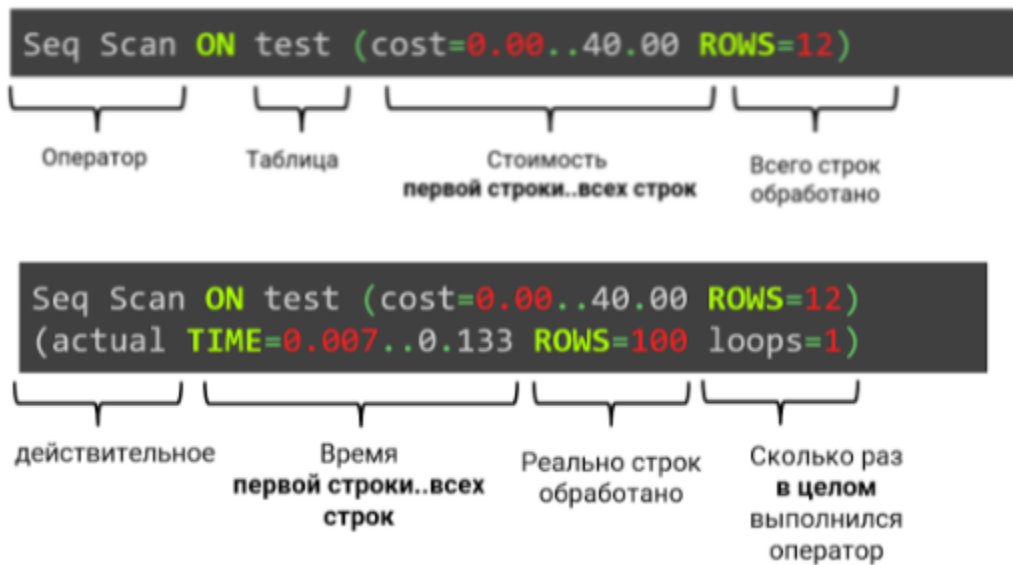 Seq Scan ON test (cost=0.00..40.00 ROWS=12)
Оператор
Таблица
Стоимость
первой строки..всех строк
Всего строк
обработано
Seq Scan ON test (cost=0.00..40.00 ROWS=12)
(actual TIME=0.007..0.133 ROWS=100 loops=1)
действительное
Время
первой строки..всех
строк
Реально строк
обработано
Сколько раз
в целом
выполнился
оператор